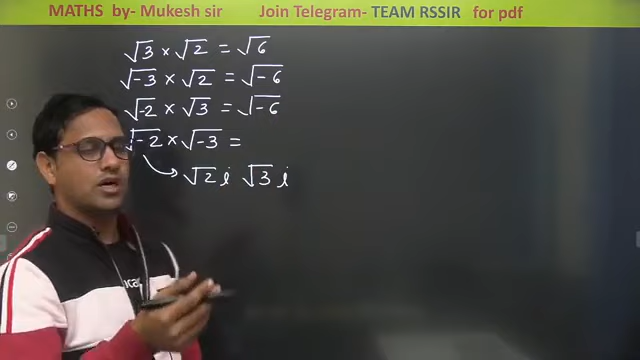 MATHS by- Mukesh sir Join Telegram- TEAM RSSIR for pdf
√3 × √2 = √6
√-3 × √2 = √-6
√-2 × √3 = √-6
√-2 × √-3 =
√2 i √3 i